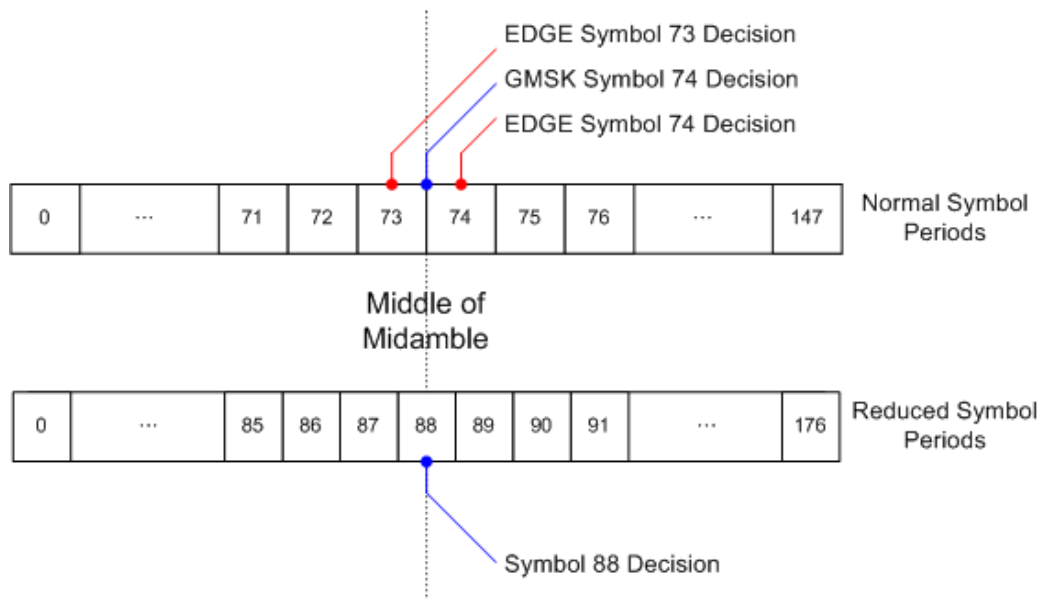 EDGE Symbol 73 Decision
GMSK Symbol 74 Decision
EDGE Symbol 74 Decision
0 ... 71 72 73 74 75 76 ... 147
Normal Symbol
Periods
Middle of
Midamble
0 ... 85 86 87 88 89 90 91 ... 176
Reduced Symbol
Periods
Symbol 88 Decision